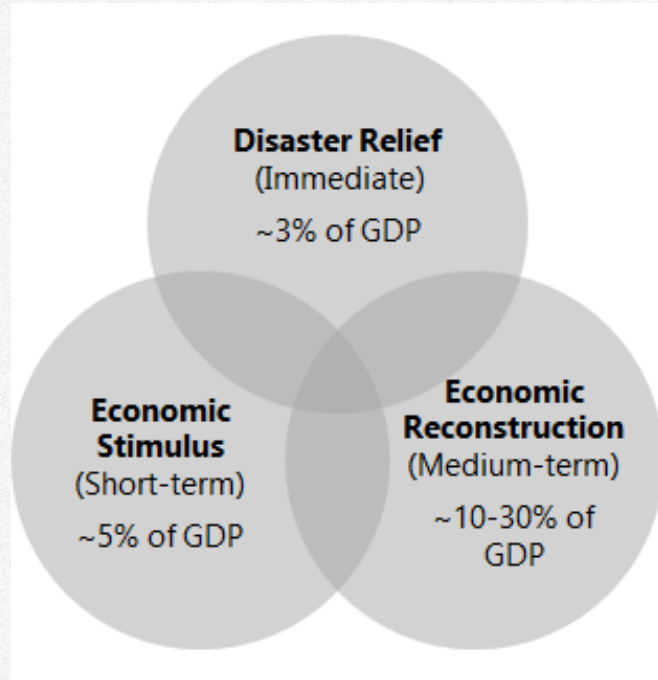 Disaster Relief
(Immediate)
~3% of GDP
Economic
Stimulus
(Short-term)
~5% of GDP
Economic
Reconstruction
(Medium-term)
~10-30% of
GDP